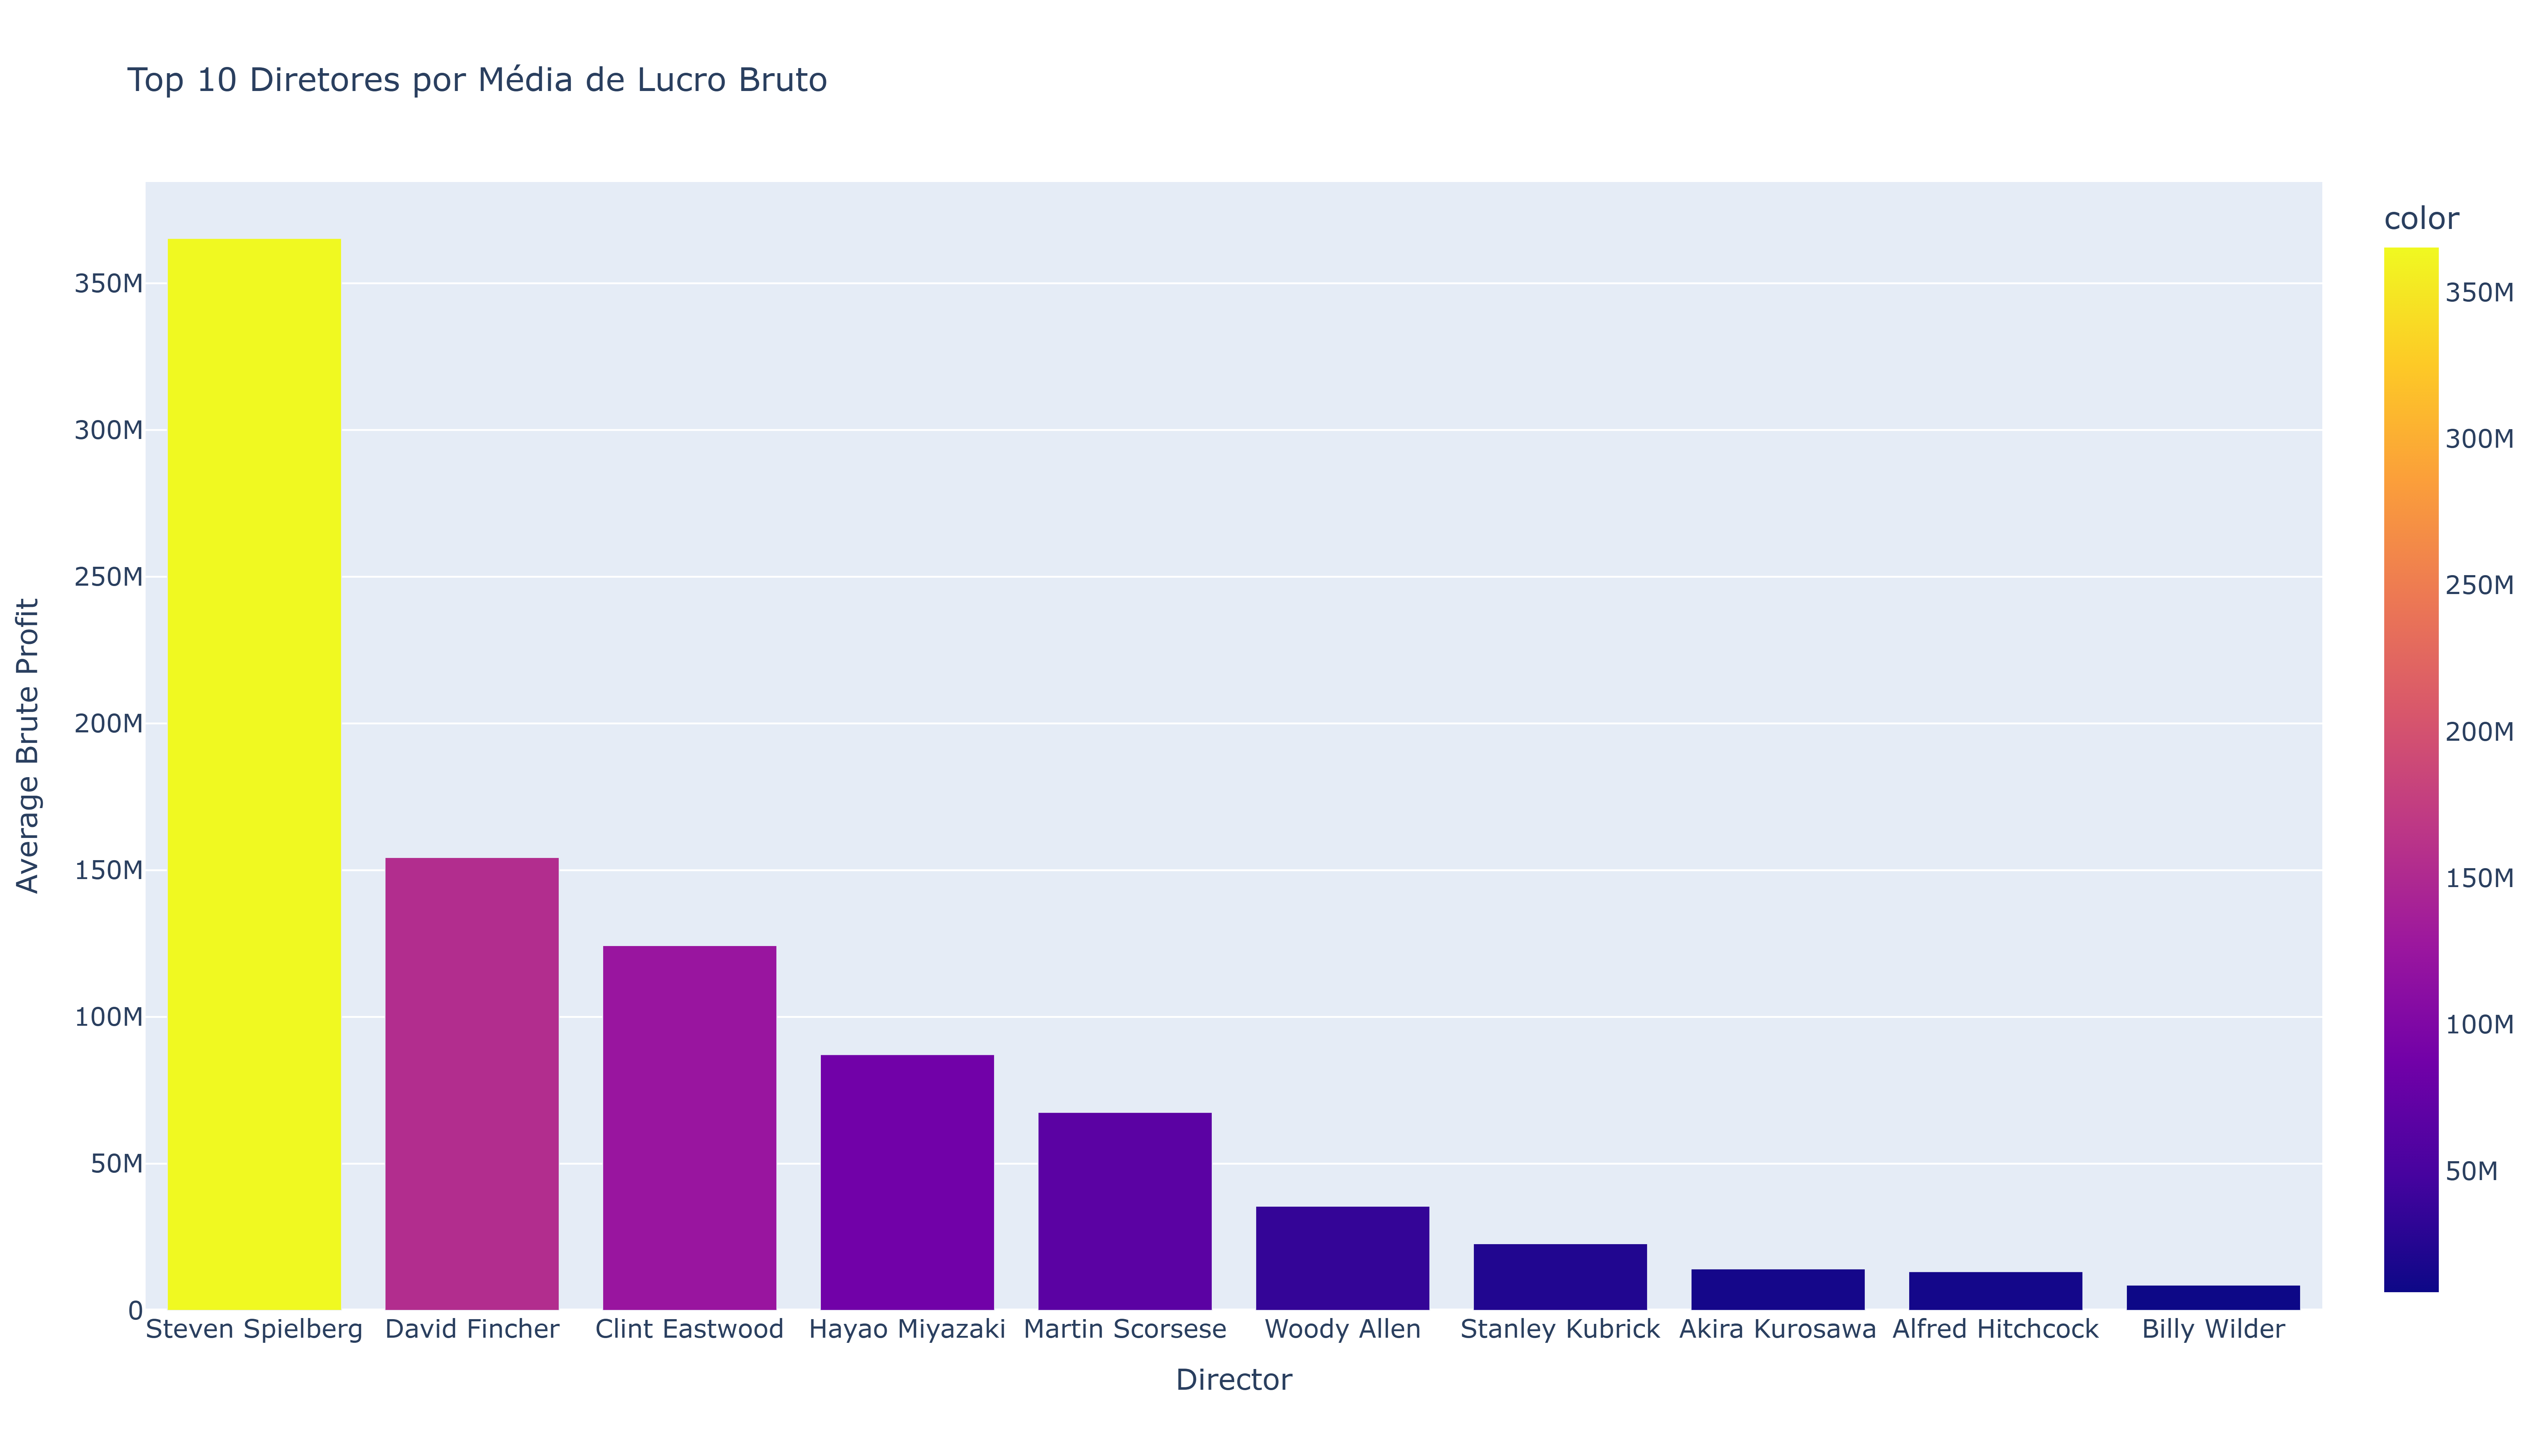 Top 10 Diretores por Média de Lucro Bruto
Average Brute Profit
350M
300M
250M
200M
150M
100M
50M
0
Steven Spielberg
David Fincher
Clint Eastwood
Hayao Miyazaki
Martin Scorsese
Woody Allen
Stanley Kubrick
Akira Kurosawa
Alfred Hitchcock
Billy Wilder
Director
color
350M
300M
250M
200M
150M
100M
50M